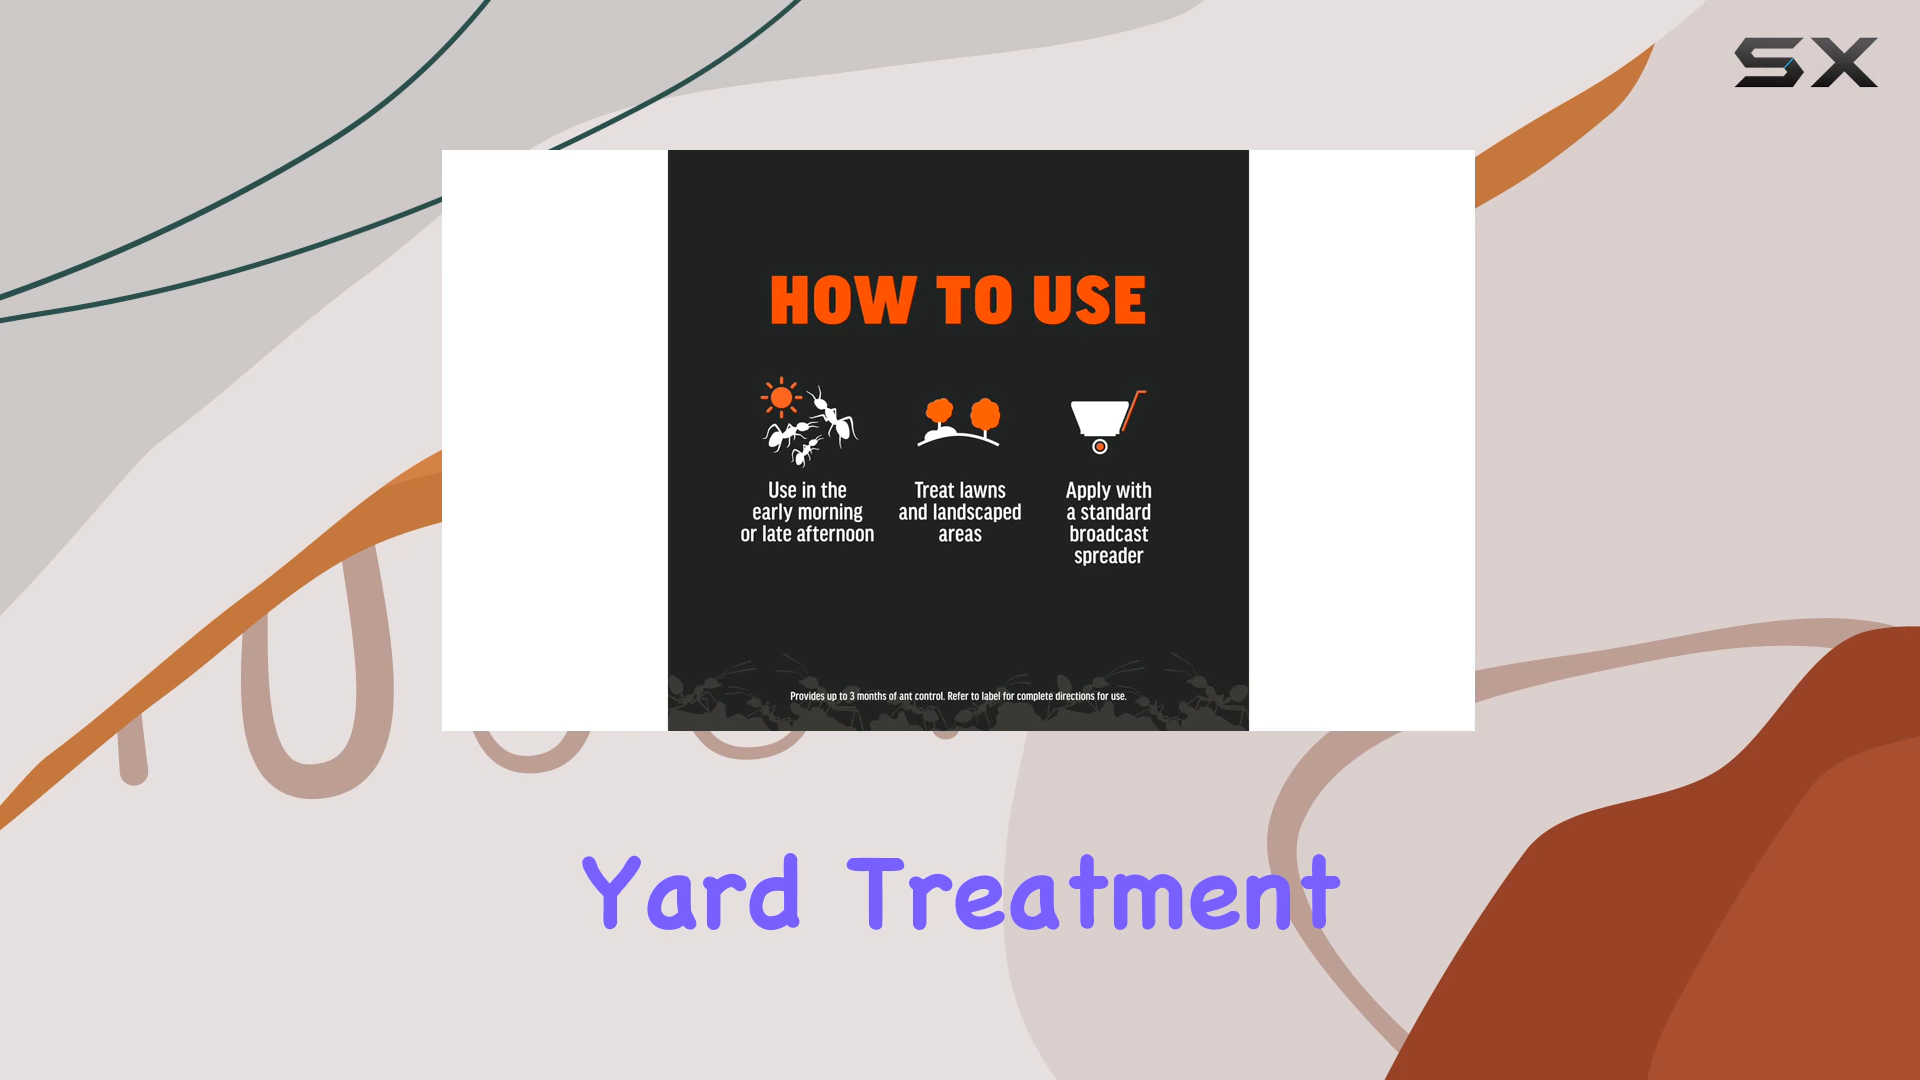 SX
HOW TO USE
Use in the
early morning
or late afternoon
Treat lawns
and landscaped
areas
Apply with
a standard
broadcast
spreader
Provides up to 3 months of ant control. Refer to label for complete directions for use.
Yard Treatment